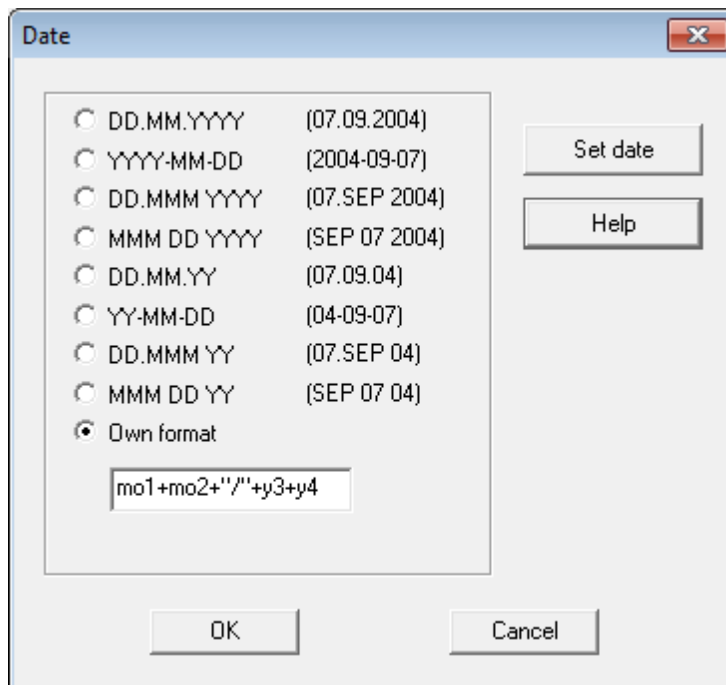 Date
DD.MM.YYYY (07.09.2004)
YYYY-MM-DD (2004-09-07)
DD.MMM YYYY (07.SEP 2004)
MMM DD YYYY (SEP 07 2004)
DD.MM.YY (07.09.04)
YY-MM-DD (04-09-07)
DD.MMM YY (07.SEP 04)
MMM DD YY (SEP 07 04)
Own format
mo1+mo2+"/"+y3+y4
Set date
Help
OK
Cancel